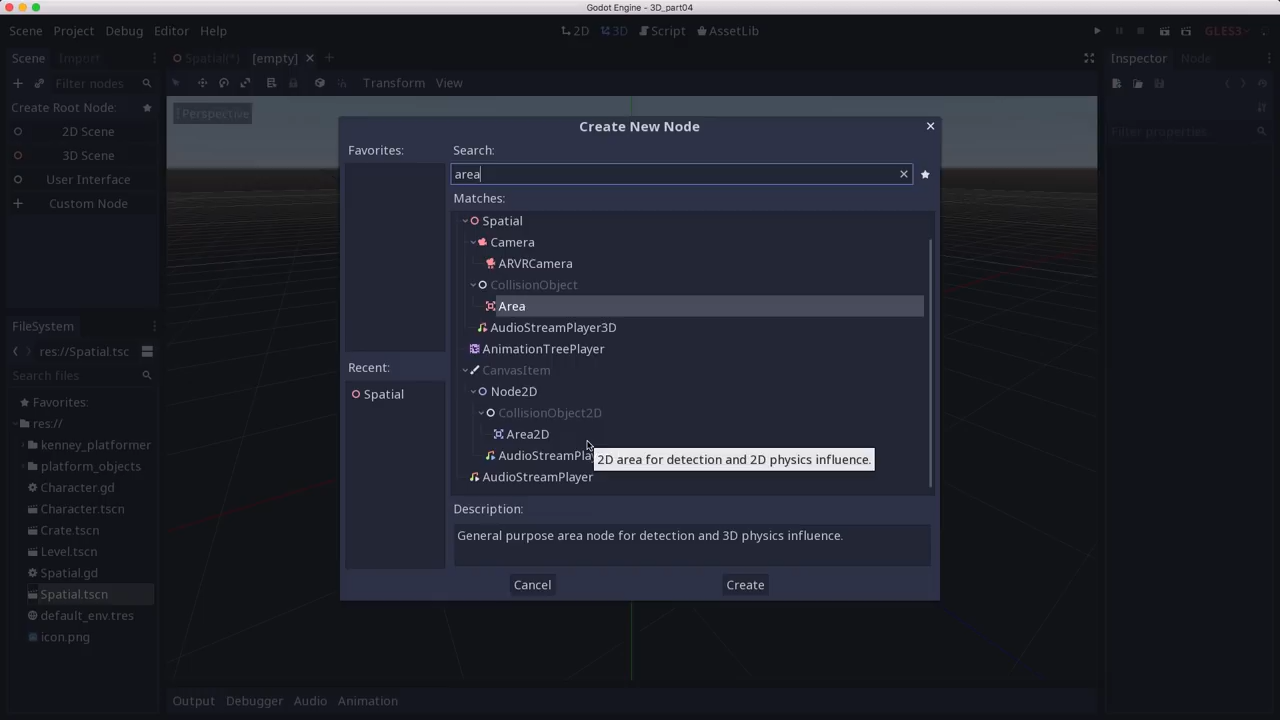 Godot Engine - 3D_part04
Scene Project Debug Editor Help
2D 3D Script AssetLib
GLES3
Scene Import
Spatial(*) [empty]
Inspector Node
Filter nodes
Transform View
Create Root Node:
2D Scene
3D Scene
User Interface
Custom Node
[Perspective
Filter properties
Create New Node
Favorites:
Search:
area
Matches:
Spatial
Camera
ARVRCamera
CollisionObject
Area
AudioStreamPlayer3D
AnimationTreePlayer
CanvasItem
Node2D
CollisionObject2D
Area2D
AudioStreamPla
2D area for detection and 2D physics influence.
AudioStreamPlayer
Recent:
Spatial
Description:
General purpose area node for detection and 3D physics influence.
Cancel Create
FileSystem
res://Spatial.tsc
Search files
Favorites:
res://
kenney_platformer
platform_objects
Character.gd
Character.tscn
Crate.tscn
Level.tscn
Spatial.gd
Spatial.tscn
default_env.tres
icon.png
Output Debugger Audio Animation